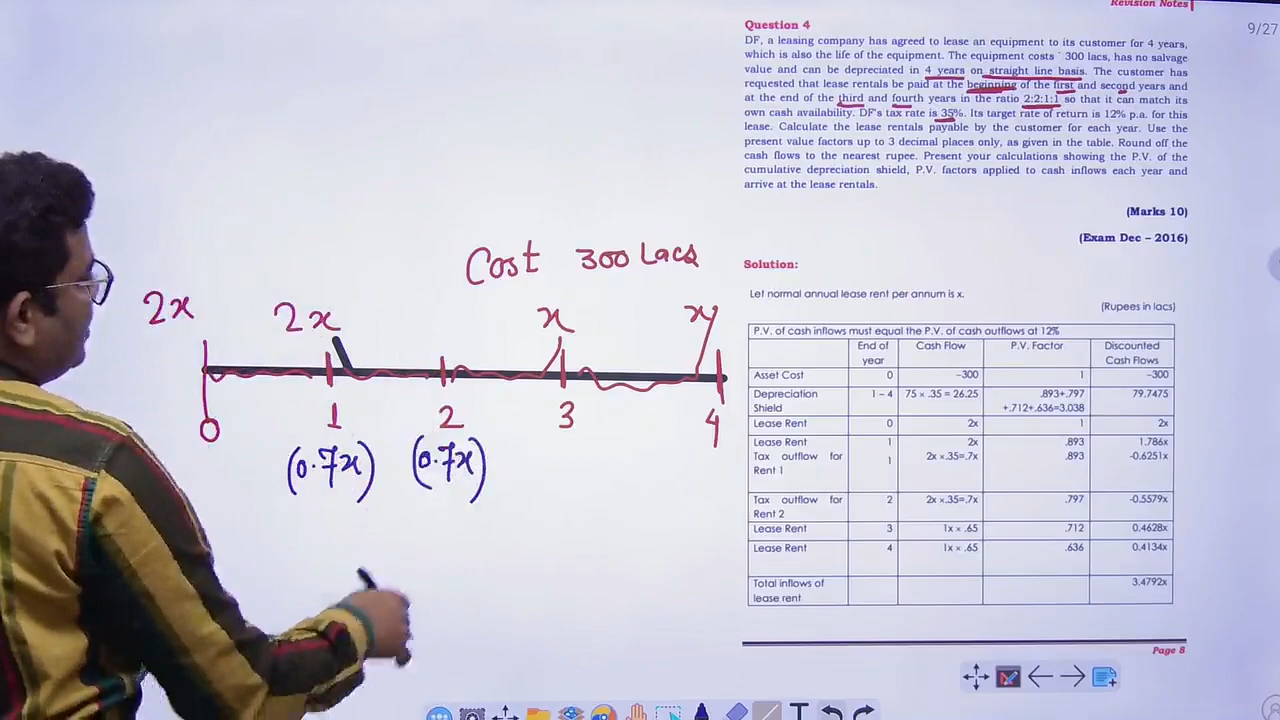 Revision Notes
9/27
Question 4
DF, a leasing company has agreed to lease an equipment to its customer for 4 years,
which is also the life of the equipment. The equipment costs ` 300 lacs, has no salvage
value and can be depreciated in 4 years on straight line basis. The customer has
requested that lease rentals be paid at the beginning of the first and second years and
at the end of the third and fourth years in the ratio 2:2:1:1 so that it can match its
own cash availability. DF's tax rate is 35%. Its target rate of return is 12% p.a. for this
lease. Calculate the lease rentals payable by the customer for each year. Use the
present value factors up to 3 decimal places only, as given in the table. Round off the
cash flows to the nearest rupee. Present your calculations showing the P.V. of the
cumulative depreciation shield, P.V. factors applied to cash inflows each year and
arrive at the lease rentals.
(Marks 10)
(Exam Dec – 2016)
Solution:
Let normal annual lease rent per annum is x.
(Rupees in lacs)
P.V. of cash inflows must equal the P.V. of cash outflows at 12%
End of year Cash Flow P.V. Factor Discounted Cash Flows
Asset Cost 0 −300 1 −300
Depreciation Shield 1 – 4 75 × .35 = 26.25 .893+.797 +.712+.636=3.038 79.7475
Lease Rent 0 2x 1 2x
Lease Rent 1 2x .893 1.786x
Tax outflow for Rent 1 1 2x ×.35=.7x .893 -0.6251x
Tax outflow for Rent 2 2 2x ×.35=.7x .797 -0.5579x
Lease Rent 3 1x × .65 .712 0.4628x
Lease Rent 4 1x × .65 .636 0.4134x
Total inflows of lease rent 3.4792x
Page 8
Cost 300 Lacs
2x 2x x x
0 1 2 3 4
(0.7x) (0.7x)
T